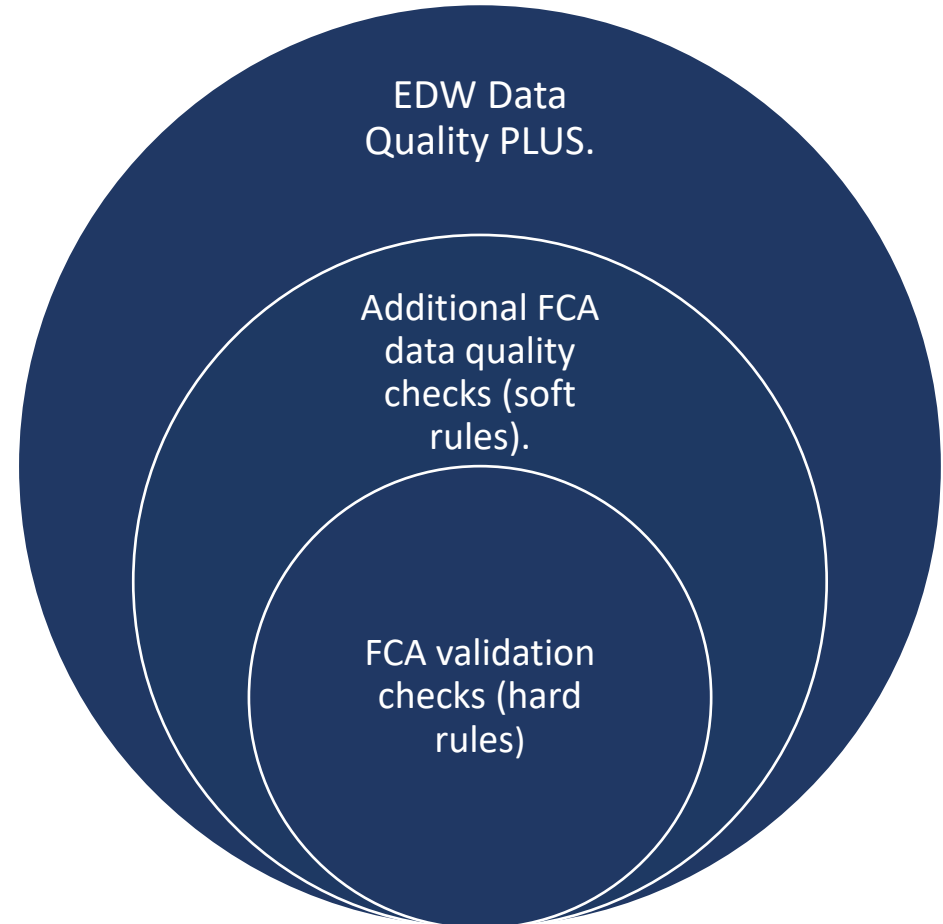 EDW Data
Quality PLUS.
Additional FCA
data quality
checks (soft
rules).
FCA validation
checks (hard
rules)